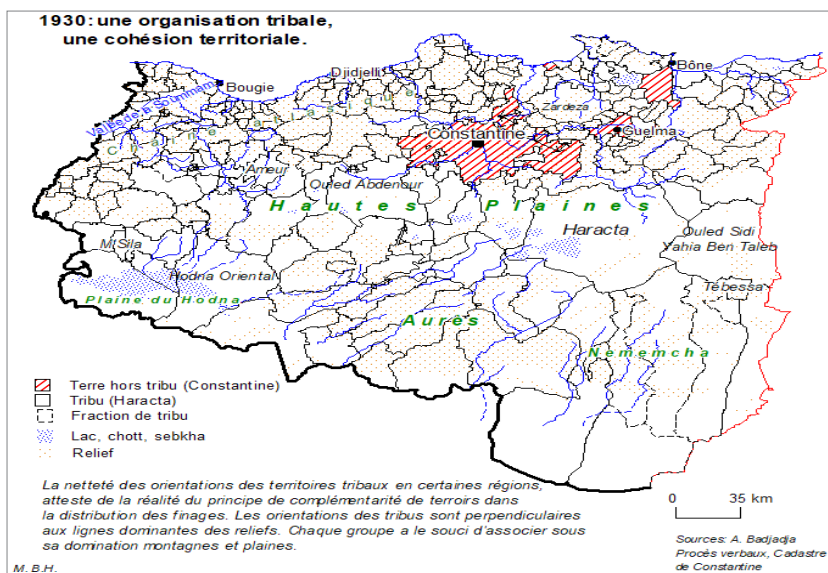 1930: une organisation tribale,
une cohésion territoriale.
Bône
Djidjelli
Bougie
Vallée de la Soummam
Zardeza
Chaîne atlasique
Constantine
Guelma
Ameur
Ouled Abdenour
Hautes Plaines
Haracta
Ouled Sidi
Yahia Ben Taleb
M'Sila
Hodna Oriental
Tébessa
Plaine du Hodna
Aurès
Nememcha
Terre hors tribu (Constantine)
Tribu (Haracta)
Fraction de tribu
Lac, chott, sebkha
Relief
La netteté des orientations des territoires tribaux en certaines régions,
atteste de la réalité du principe de complémentarité de terroirs dans
la distribution des finages. Les orientations des tribus sont perpendiculaires
aux lignes dominantes des reliefs. Chaque groupe a le souci d'associer sous
sa domination montagnes et plaines.
0 35 km
Sources: A. Badjadja
Procès verbaux, Cadastre
de Constantine
M. B.H.